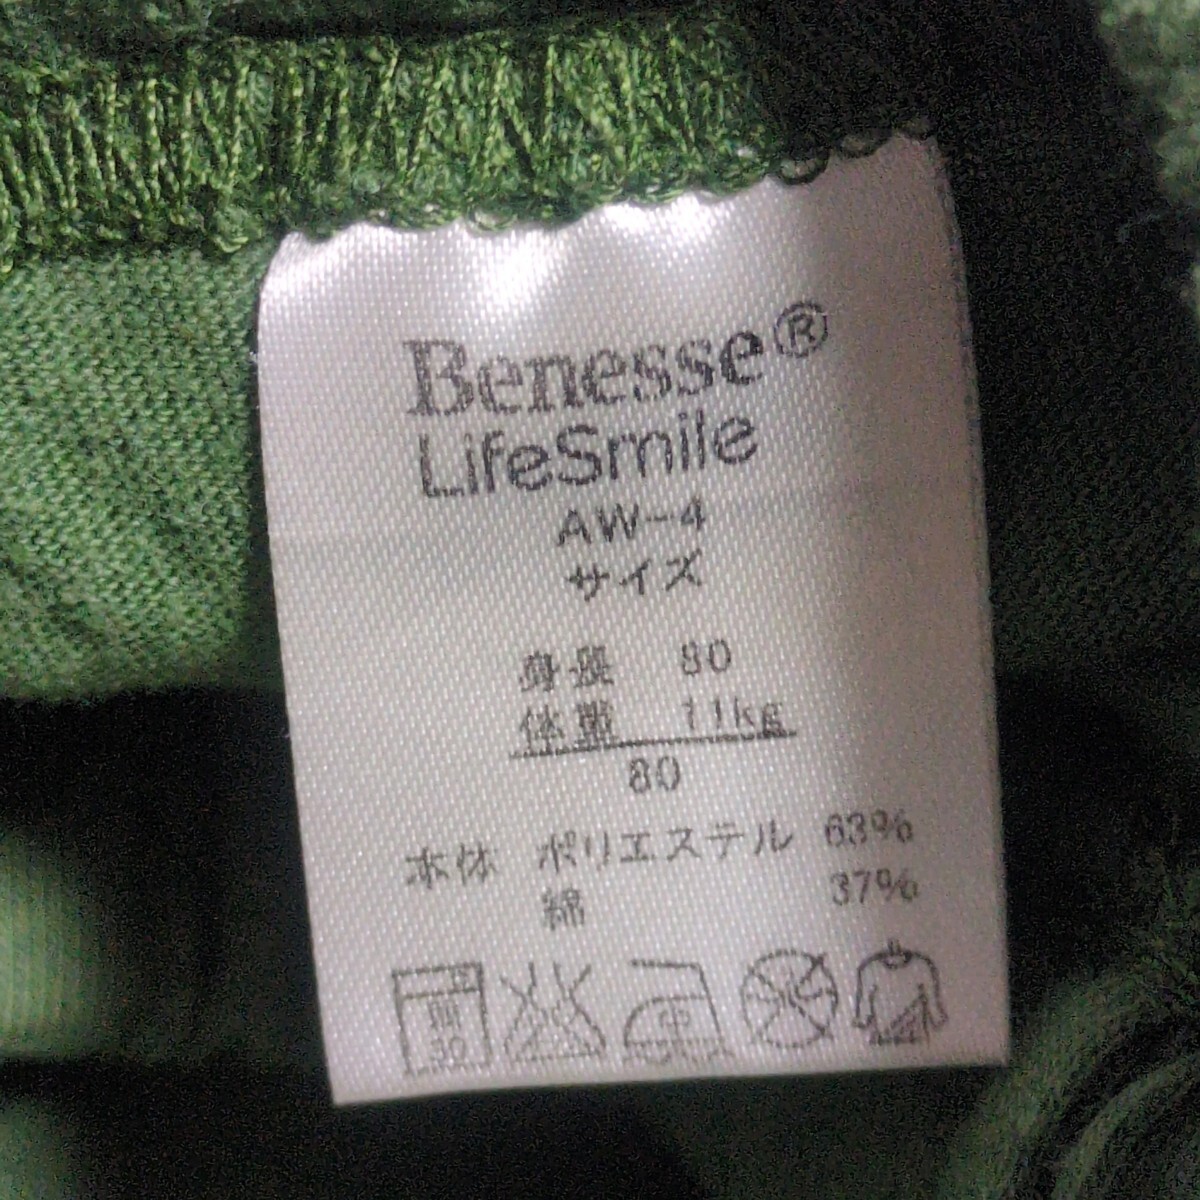 Benesse®
LifeSmile
AW-4
サイズ
身長 80
体重 11kg
80
本体 ポリエステル 63%
綿 37%
中